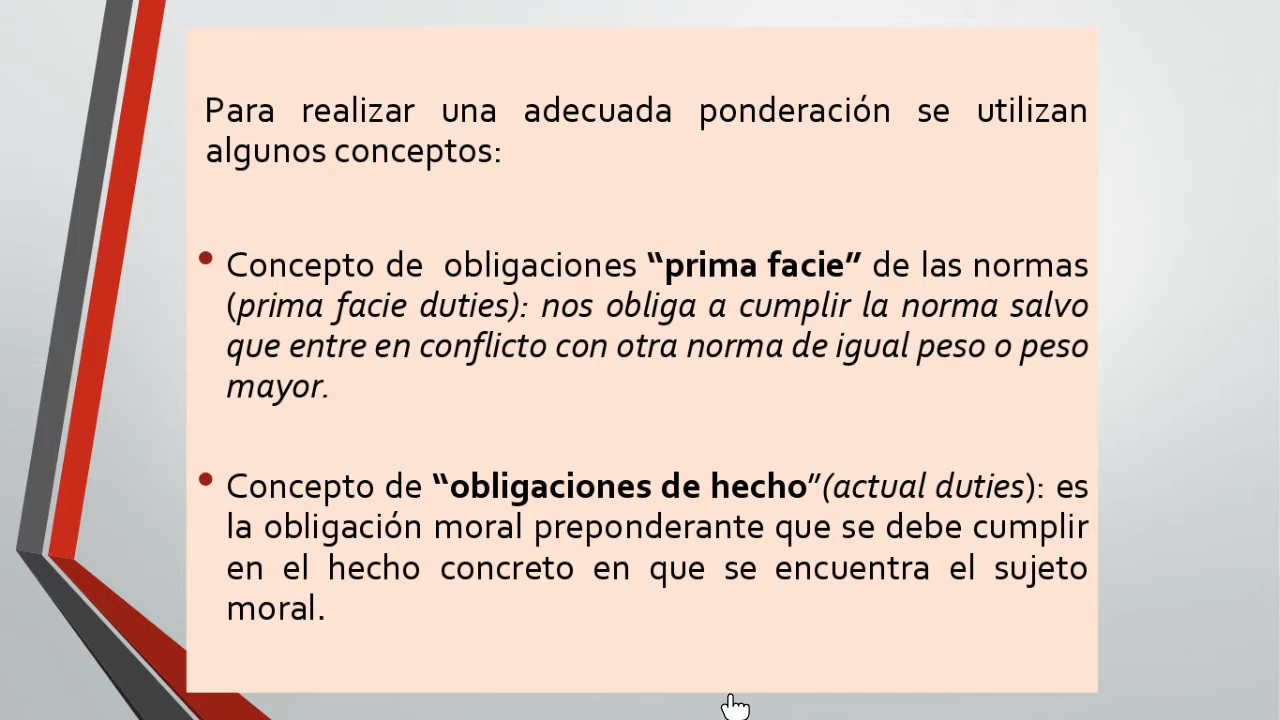 Para realizar una adecuada ponderación se utilizan
algunos conceptos:
• Concepto de obligaciones “prima facie” de las normas
(prima facie duties): nos obliga a cumplir la norma salvo
que entre en conflicto con otra norma de igual peso o peso
mayor.
• Concepto de “obligaciones de hecho”(actual duties): es
la obligación moral preponderante que se debe cumplir
en el hecho concreto en que se encuentra el sujeto
moral.